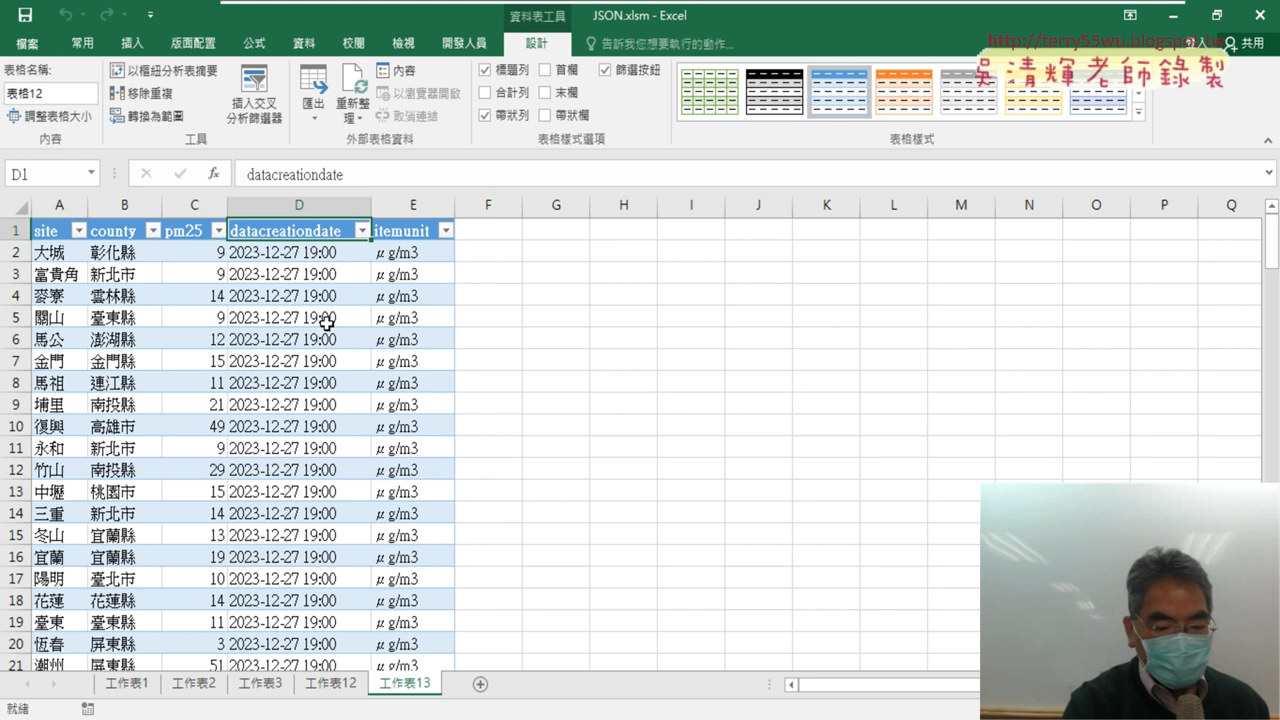 資料表工具
JSON.xlsm - Excel
檔案 常用 插入 版面配置 公式 資料 校閱 檢視 開發人員 設計 告訴我您想要執行的動作... 共用
http://terry55wu.blogspot.tw
吳清輝老師錄製
表格名稱:
表格12
調整表格大小
內容
以樞紐分析表摘要
移除重複
轉換為範圍
插入交叉
分析篩選器
工具
匯出
重新整
理
內容
以瀏覽器開啟
取消連結
外部表格資料
標題列 首欄 篩選按鈕
合計列 末欄
帶狀列 帶狀欄
表格樣式選項
表格樣式
D1
fx
datacreationdate
A B C D E F G H I J K L M N O P Q
1 site county pm25 datacreationdate itemunit
2 大城 彰化縣 9 2023-12-27 19:00 μg/m3
3 富貴角 新北市 9 2023-12-27 19:00 μg/m3
4 麥寮 雲林縣 14 2023-12-27 19:00 μg/m3
5 關山 臺東縣 9 2023-12-27 19:00 μg/m3
6 馬公 澎湖縣 12 2023-12-27 19:00 μg/m3
7 金門 金門縣 15 2023-12-27 19:00 μg/m3
8 馬祖 連江縣 11 2023-12-27 19:00 μg/m3
9 埔里 南投縣 21 2023-12-27 19:00 μg/m3
10 復興 高雄市 49 2023-12-27 19:00 μg/m3
11 永和 新北市 9 2023-12-27 19:00 μg/m3
12 竹山 南投縣 29 2023-12-27 19:00 μg/m3
13 中壢 桃園市 15 2023-12-27 19:00 μg/m3
14 三重 新北市 14 2023-12-27 19:00 μg/m3
15 冬山 宜蘭縣 13 2023-12-27 19:00 μg/m3
16 宜蘭 宜蘭縣 19 2023-12-27 19:00 μg/m3
17 陽明 臺北市 10 2023-12-27 19:00 μg/m3
18 花蓮 花蓮縣 14 2023-12-27 19:00 μg/m3
19 臺東 臺東縣 11 2023-12-27 19:00 μg/m3
20 恆春 屏東縣 3 2023-12-27 19:00 μg/m3
21 潮州 屏東縣 51 2023-12-27 19:00 μg/m3
工作表1 工作表2 工作表3 工作表12 工作表13
就緒